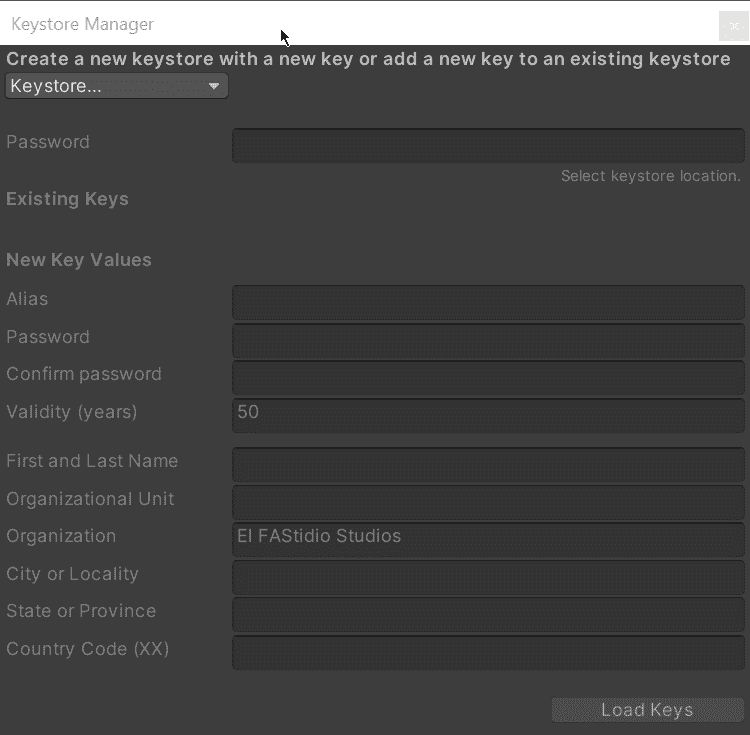 Keystore Manager
Create a new keystore with a new key or add a new key to an existing keystore
Keystore...
Password
Select keystore location.
Existing Keys
New Key Values
Alias
Password
Confirm password
Validity (years) 50
First and Last Name
Organizational Unit
Organization El FAStidio Studios
City or Locality
State or Province
Country Code (XX)
Load Keys